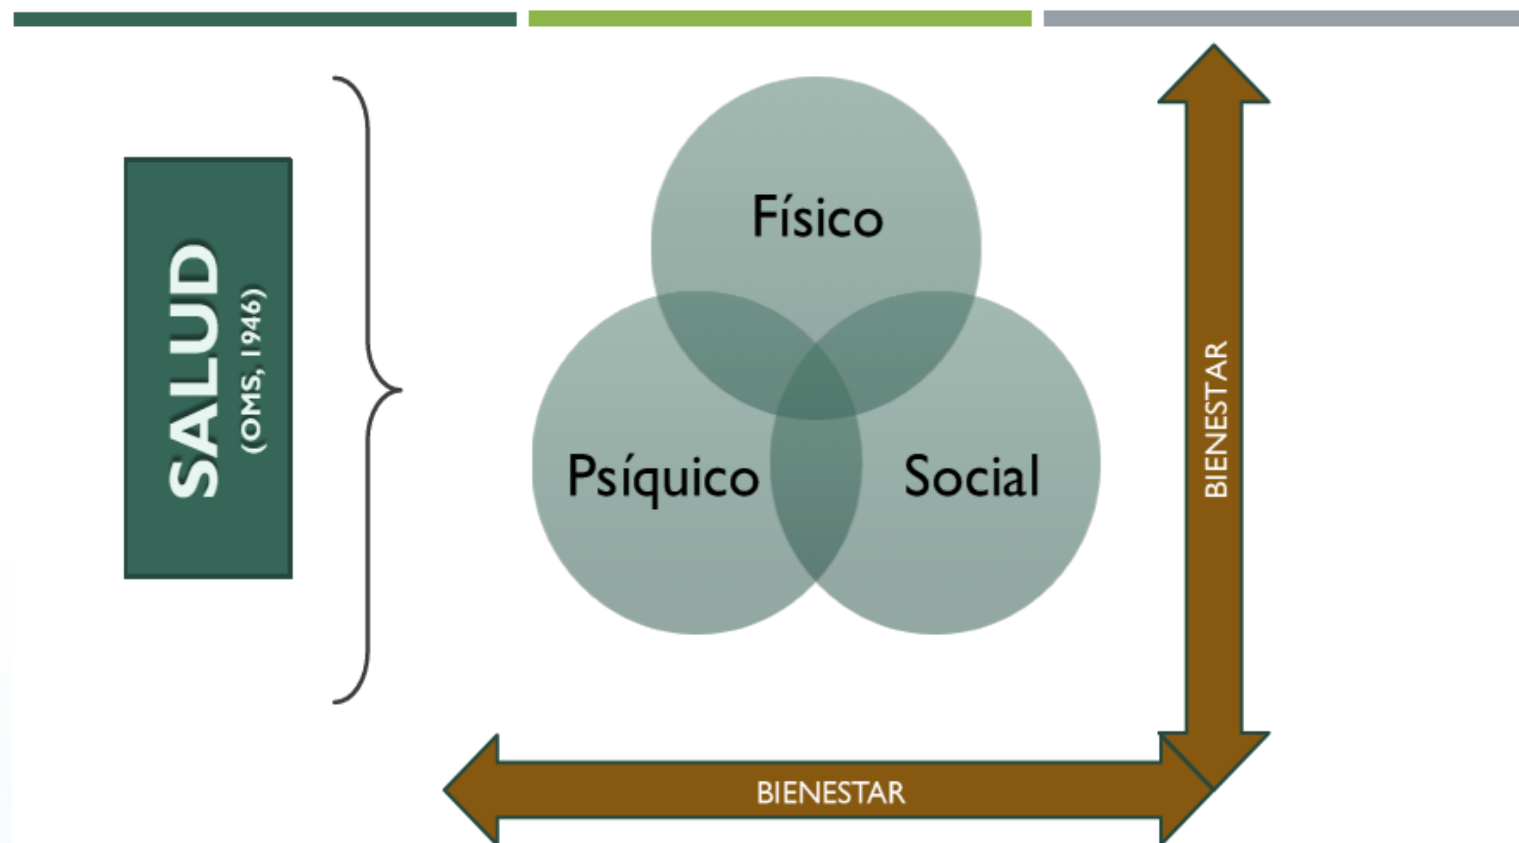 SALUD
(OMS, 1946)
Físico
Psíquico
Social
BIENESTAR
BIENESTAR